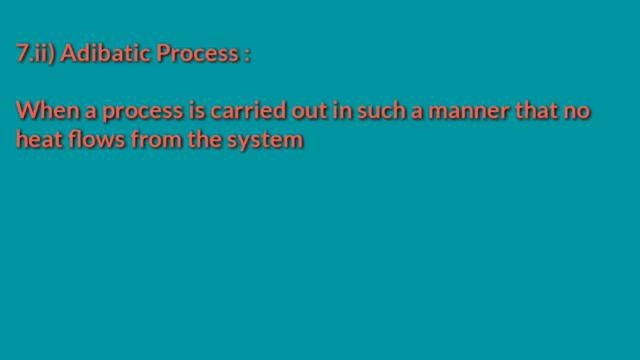 7.ii) Adibatic Process :
When a process is carried out in such a manner that no
heat flows from the system